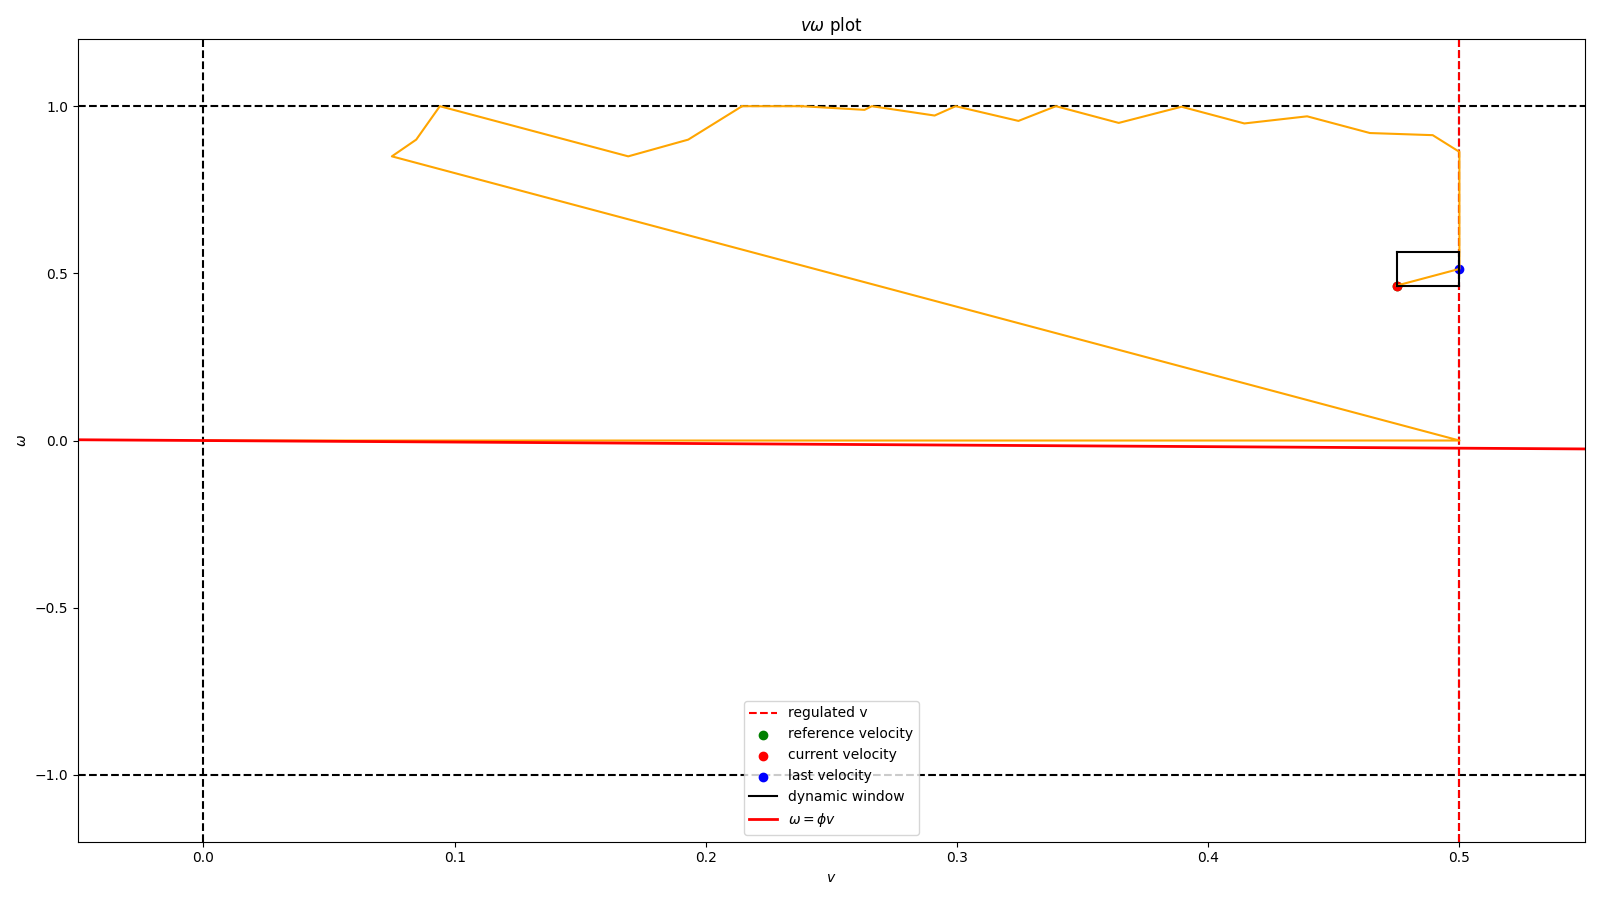 vω plot
1.0
0.5
0.0
−0.5
−1.0
ω
regulated v
reference velocity
current velocity
last velocity
dynamic window
ω = ϕv
0.0 0.1 0.2 0.3 0.4 0.5
v